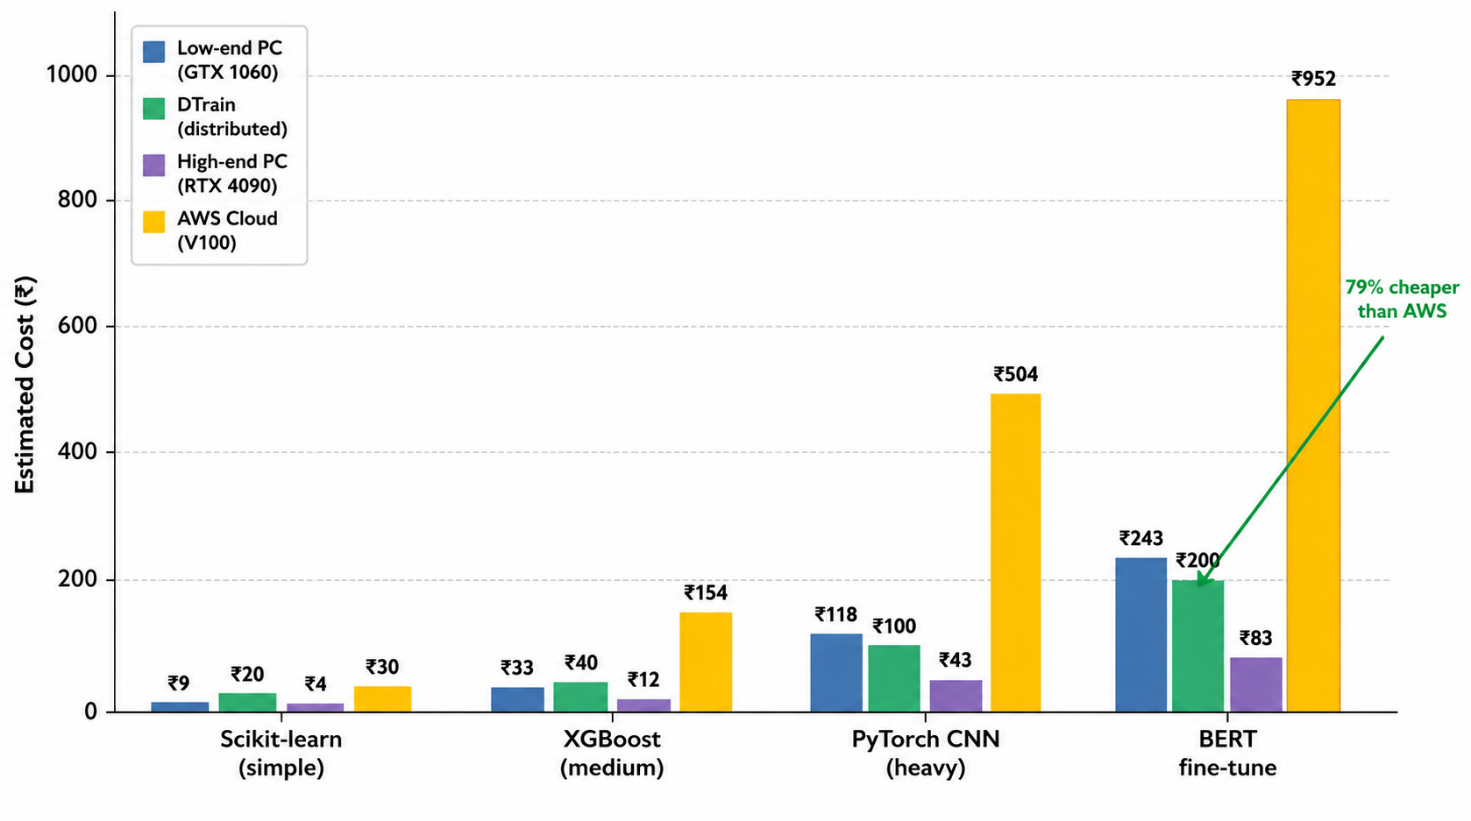 Low-end PC
(GTX 1060)
DTrain
(distributed)
High-end PC
(RTX 4090)
AWS Cloud
(V100)
Estimated Cost (₹)
1000
800
600
400
200
0
₹9
₹20
₹4
₹30
₹33
₹40
₹12
₹154
₹118
₹100
₹43
₹504
₹243
₹200
₹83
₹952
79% cheaper
than AWS
Scikit-learn
(simple)
XGBoost
(medium)
PyTorch CNN
(heavy)
BERT
fine-tune